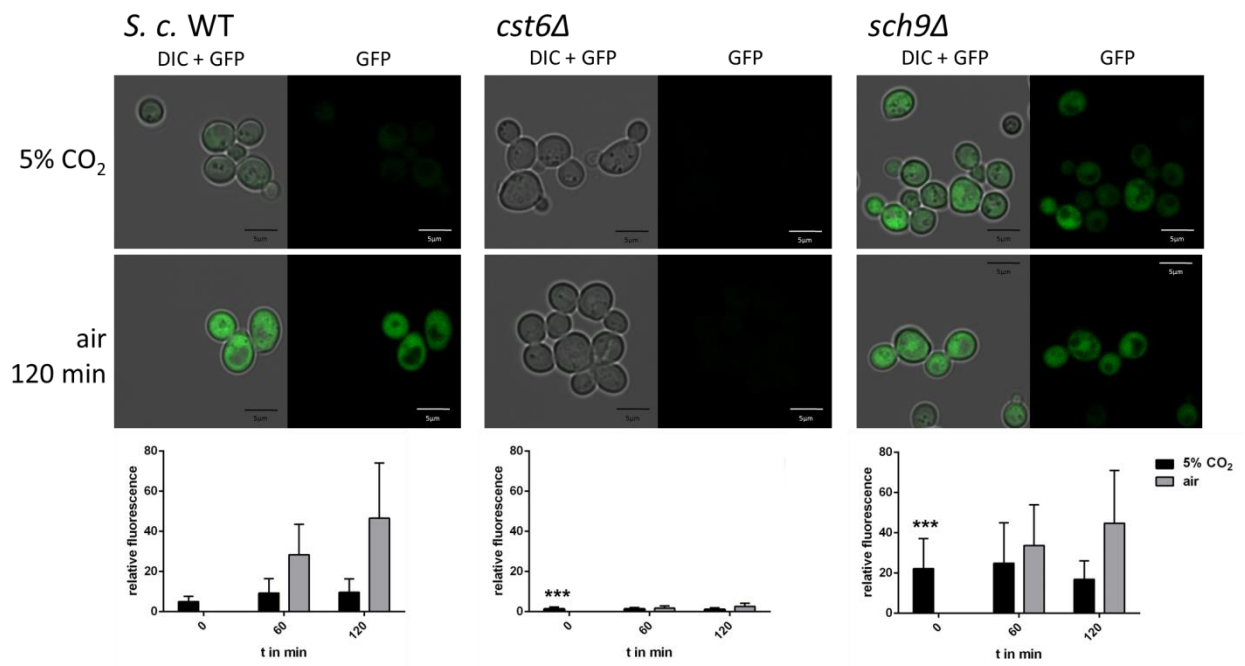 S. c. WT cst6Δ sch9Δ
DIC + GFP GFP DIC + GFP GFP DIC + GFP GFP
5% CO₂
5μm 5μm 5μm 5μm 5μm 5μm
air
120 min
5μm 5μm
5μm 5μm 5μm 5μm
relative fluorescence
80
60
40
20
0
0 60 120
t in min
relative fluorescence
80
60
40
20
0
***
0 60 120
t in min
relative fluorescence
80
60
40
20
0
***
0 60 120
t in min
5% CO₂
air